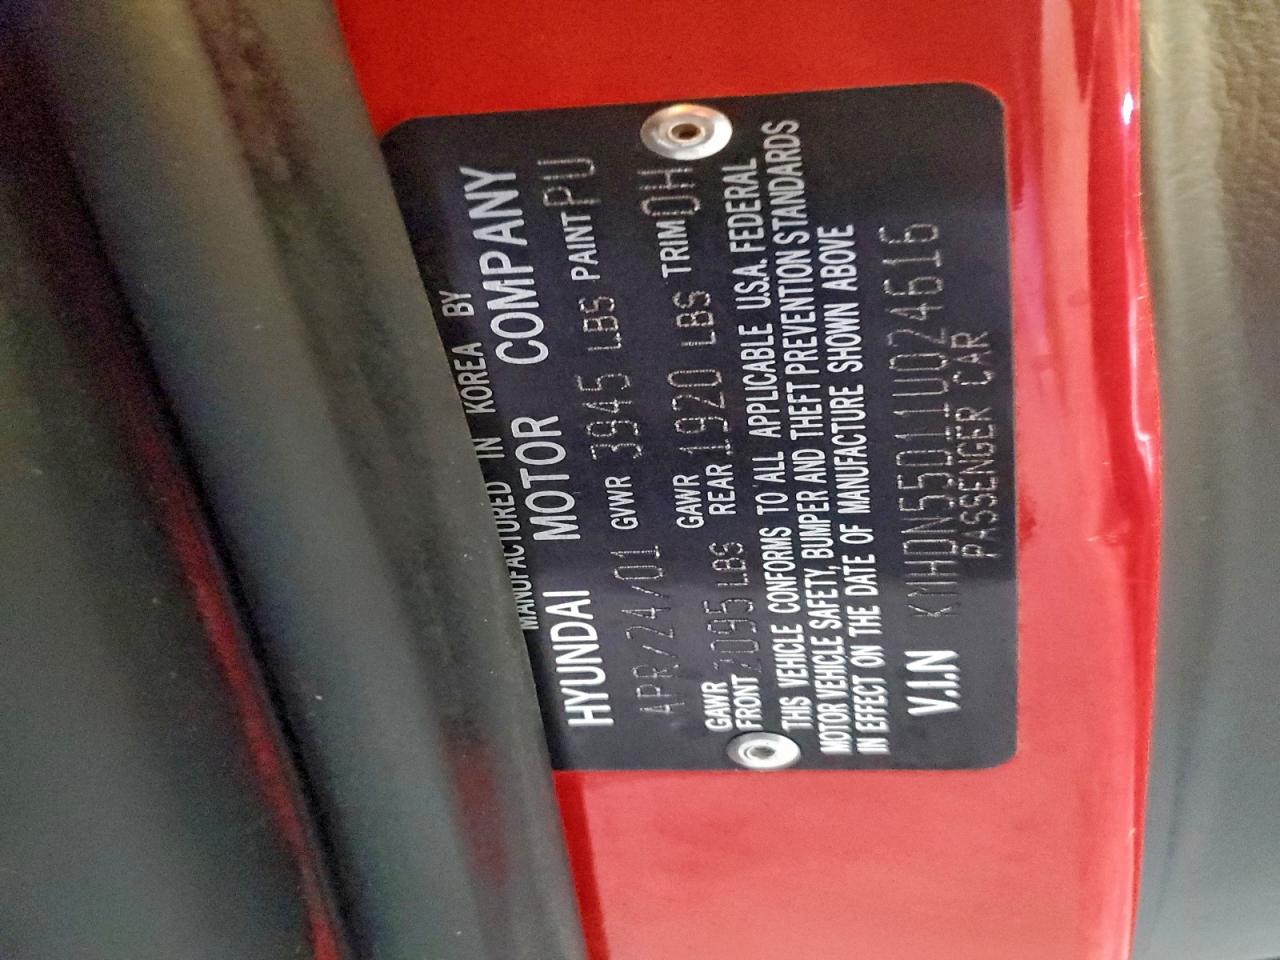 MANUFACTURED IN KOREA BY
HYUNDAI MOTOR COMPANY
APR/24/01 GVWR 3945 LBS PAINT PU
GAWR FRONT 2095 LBS GAWR REAR 1920 LBS TRIM OH
THIS VEHICLE CONFORMS TO ALL APPLICABLE U.S.A. FEDERAL
MOTOR VEHICLE SAFETY, BUMPER AND THEFT PREVENTION STANDARDS
IN EFFECT ON THE DATE OF MANUFACTURE SHOWN ABOVE
V.I.N KMHDN55D11U024616
PASSENGER CAR